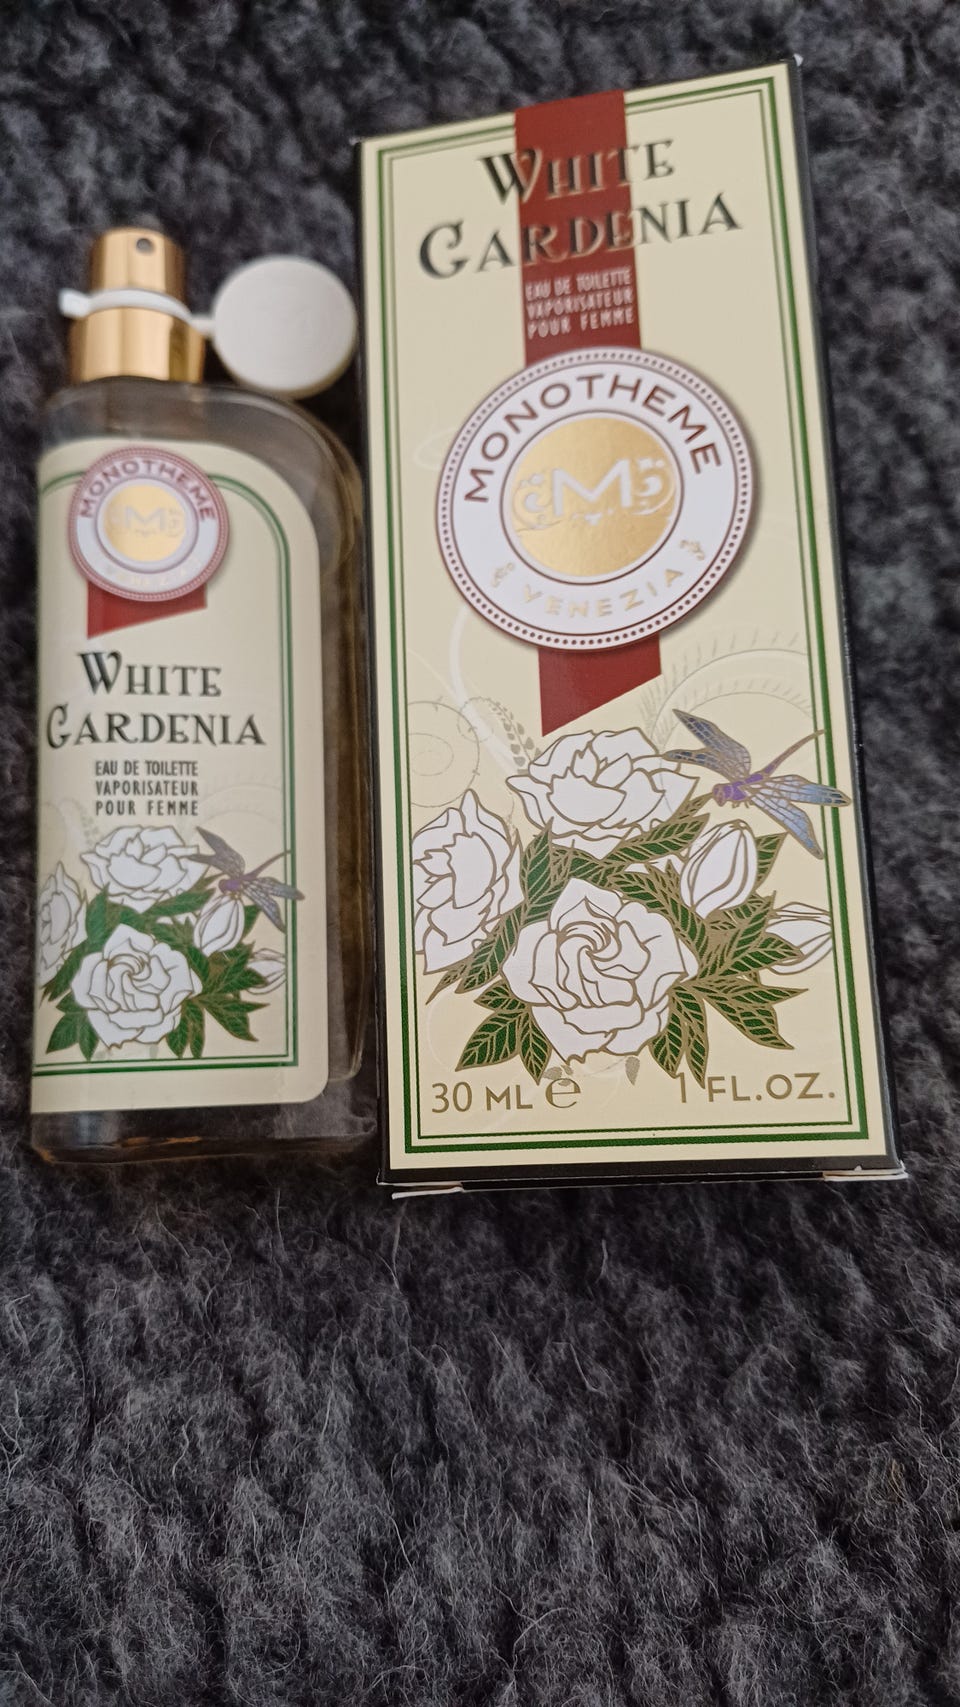 MONOTHEME
M
VENEZIA
WHITE
GARDENIA
EAU DE TOILETTE
VAPORISATEUR
POUR FEMME
WHITE
GARDENIA
EAU DE TOILETTE
VAPORISATEUR
POUR FEMME
MONOTHEME
M
VENEZIA
30 ML e 1 FL.OZ.